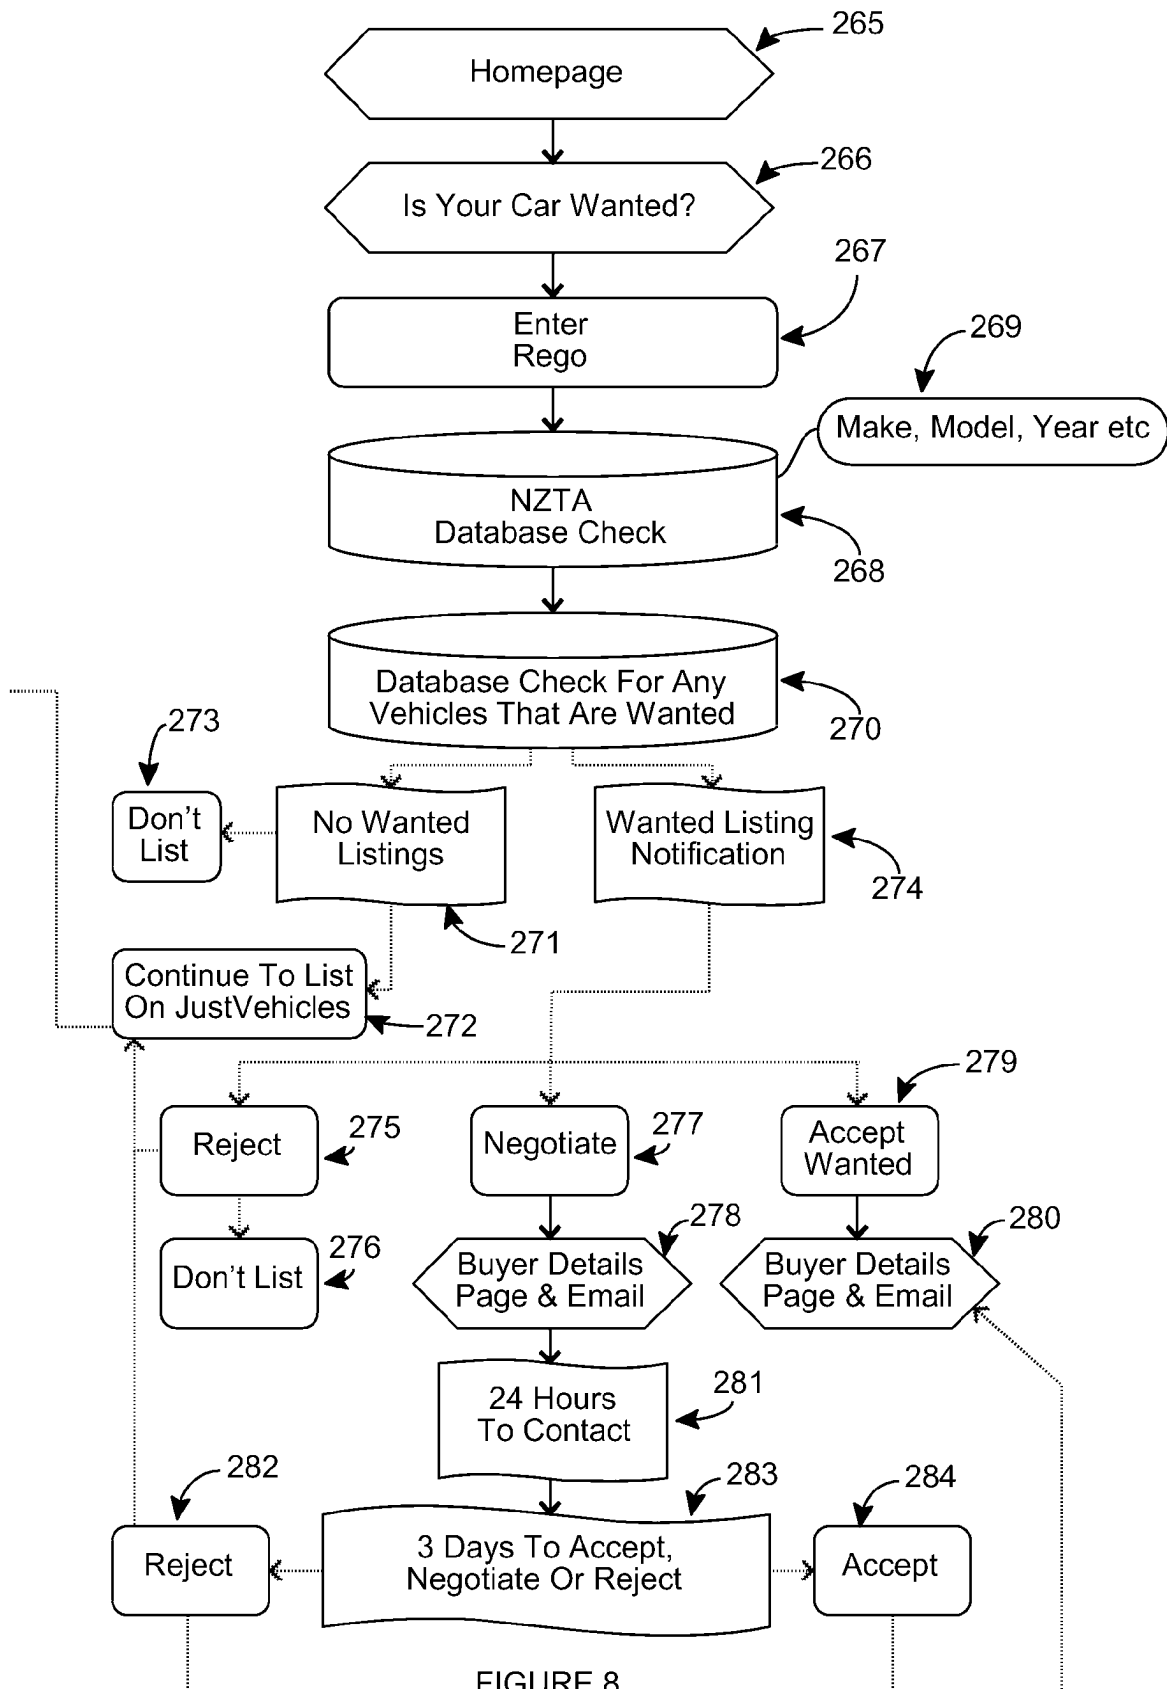 265
Homepage
266
Is Your Car Wanted?
267
Enter
Rego
269
Make, Model, Year etc
NZTA
Database Check
268
Database Check For Any
Vehicles That Are Wanted
270
273
Don't
List
No Wanted
Listings
Wanted Listing
Notification
274
271
Continue To List
On JustVehicles
272
279
275
Reject
277
Negotiate
Accept
Wanted
278
280
276
Don't List
Buyer Details
Page & Email
Buyer Details
Page & Email
281
24 Hours
To Contact
282
283
284
Reject
3 Days To Accept,
Negotiate Or Reject
Accept
FIGURE 8